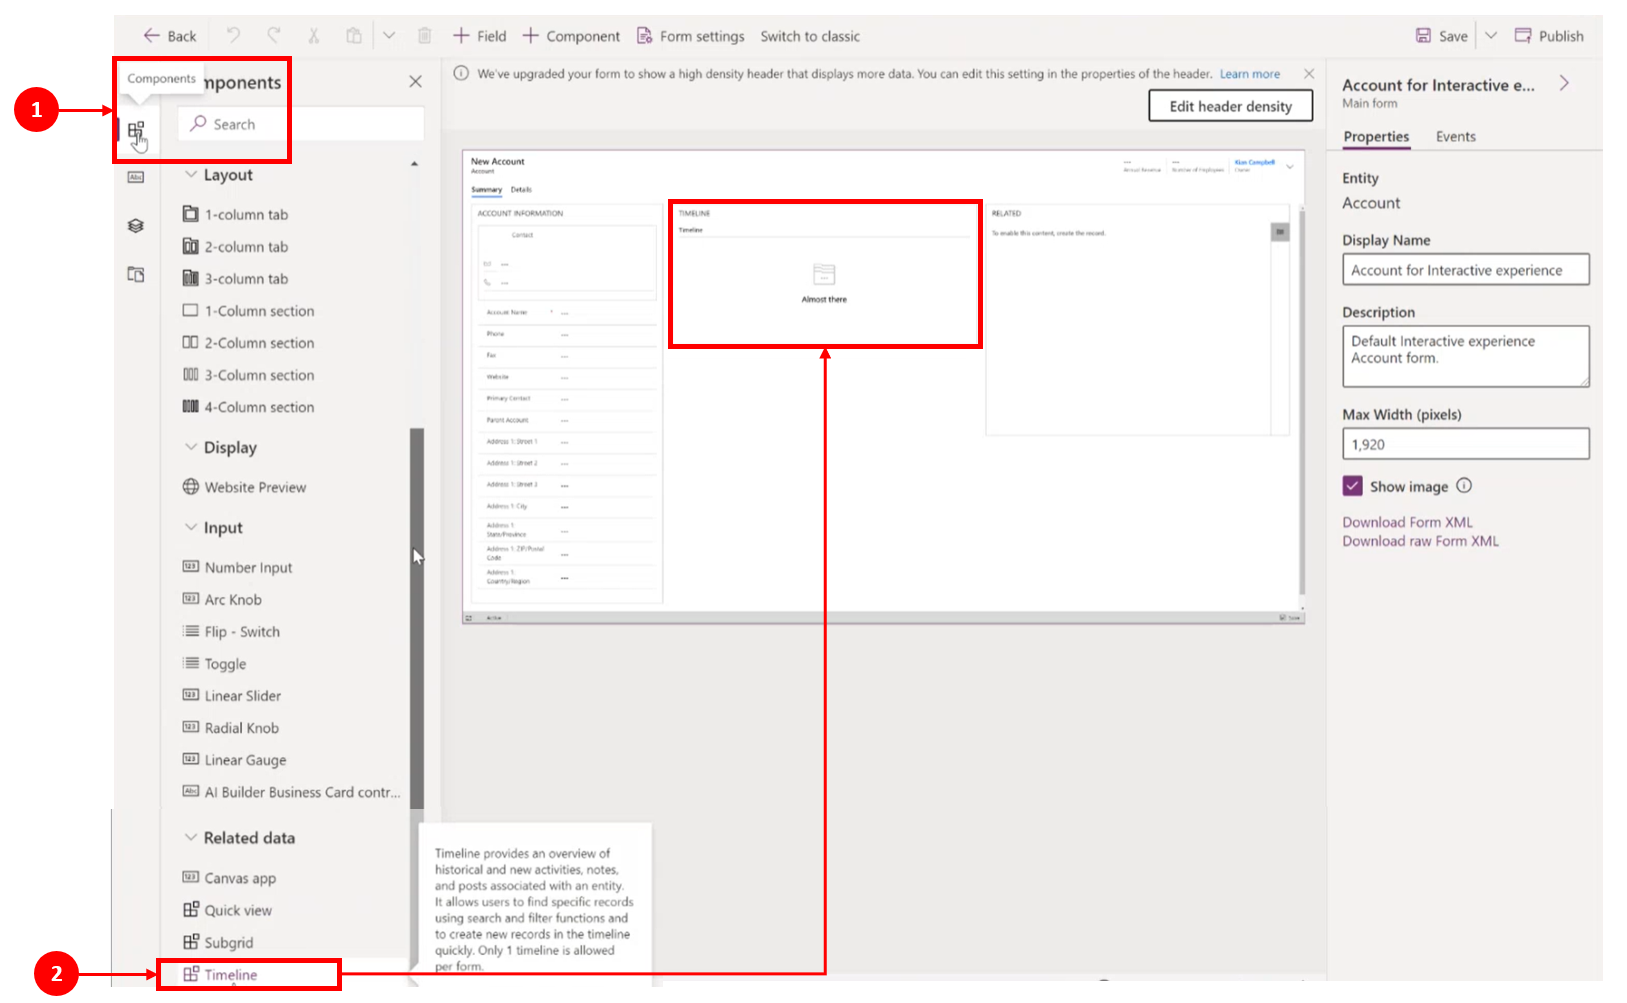 Back
Field
Component
Form settings
Switch to classic
Save
Publish
Components
mponents
1
Search
Layout
1-column tab
2-column tab
3-column tab
1-Column section
2-Column section
3-Column section
4-Column section
Display
Website Preview
Input
Number Input
Arc Knob
Flip - Switch
Toggle
Linear Slider
Radial Knob
Linear Gauge
AI Builder Business Card contr...
Related data
Canvas app
Quick view
Subgrid
2
Timeline
Timeline provides an overview of
historical and new activities, notes,
and posts associated with an entity.
It allows users to find specific records
using search and filter functions and
to create new records in the timeline
quickly. Only 1 timeline is allowed
per form.
We've upgraded your form to show a high density header that displays more data. You can edit this setting in the properties of the header. Learn more
Edit header density
New Account
Account
Summary Details
--- Annual Revenue
--- Number of Employees
Kian Campbell
Owner
ACCOUNT INFORMATION
Contact
---
---
Account Name * ---
Phone ---
Fax ---
Website ---
Primary Contact ---
Parent Account ---
Address 1: Street 1 ---
Address 1: Street 2 ---
Address 1: Street 3 ---
Address 1: City ---
Address 1:
State/Province ---
Address 1: ZIP/Postal
Code ---
Address 1:
Country/Region ---
TIMELINE
Timeline
Almost there
RELATED
To enable this content, create the record.
Active
Save
Account for Interactive e...
Main form
Properties Events
Entity
Account
Display Name
Account for Interactive experience
Description
Default Interactive experience
Account form.
Max Width (pixels)
1,920
Show image
Download Form XML
Download raw Form XML